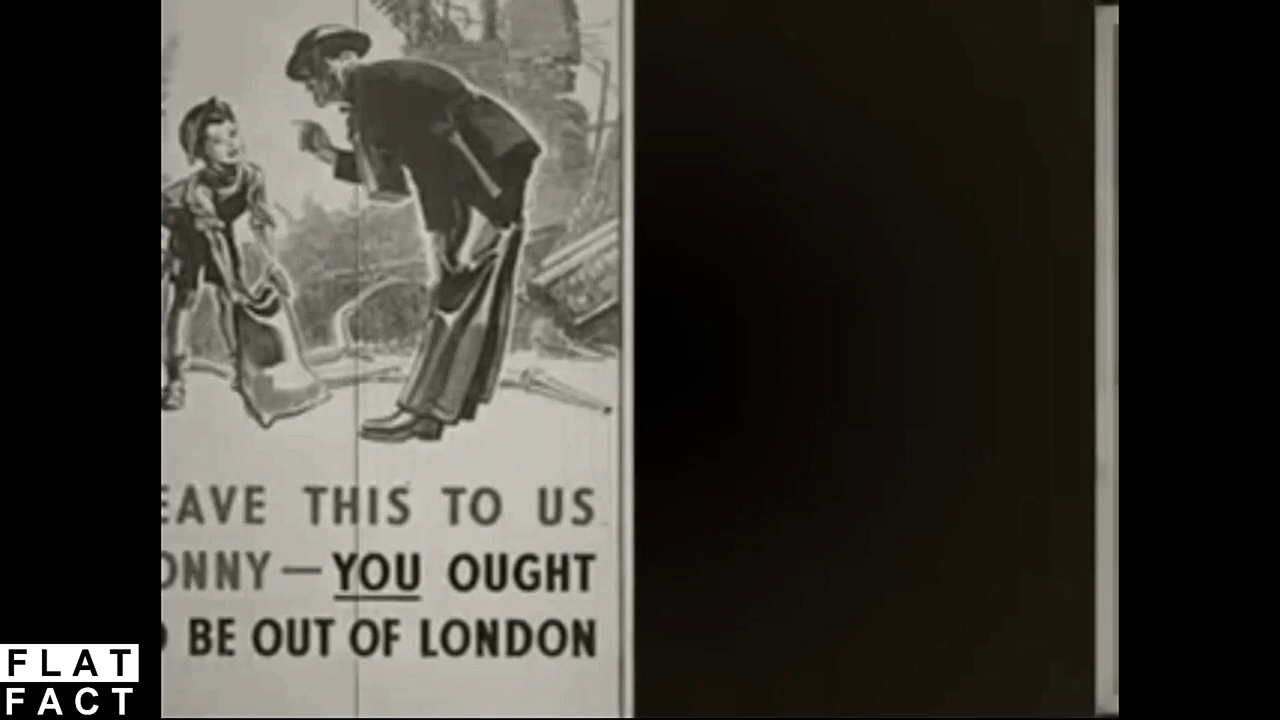 EAVE THIS TO US
ONNY — YOU OUGHT
BE OUT OF LONDON
FLAT
FACT